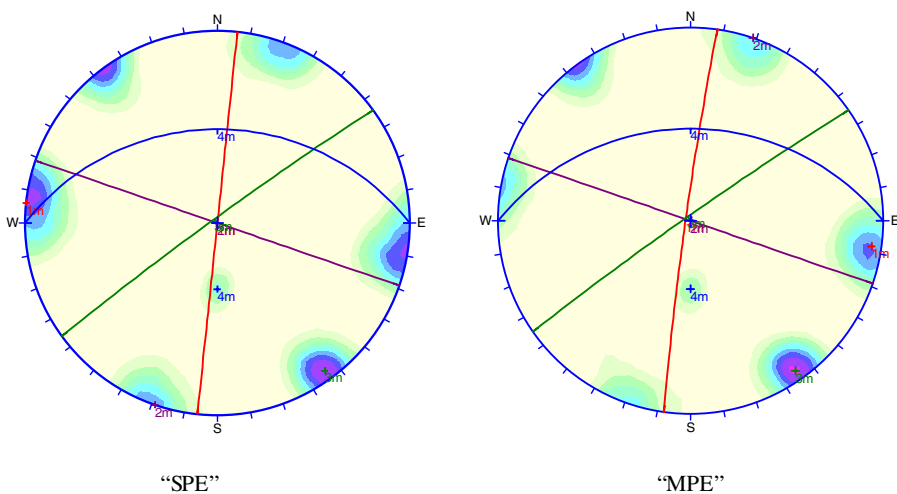 N N
2m
4m 4m
1m
W E W E
2m 2m
1m
4m 4m
3m 3m
2m
S S
“SPE” “MPE”